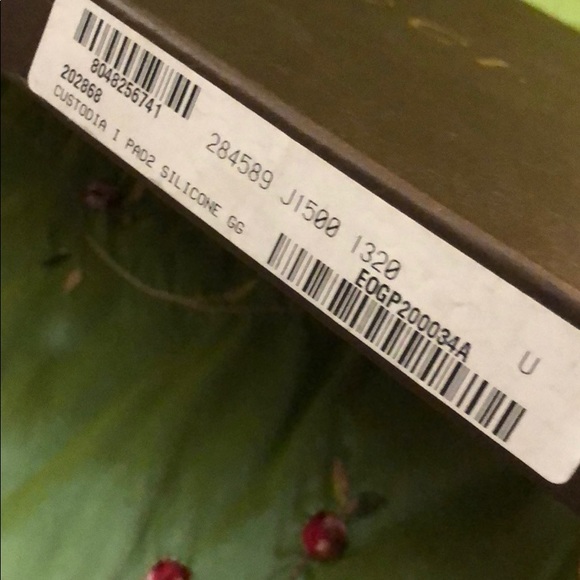 8048256741
202868
CUSTODIA I PAD2 SILICONE GG
284589 J1500 1320
EOGP200034A
U